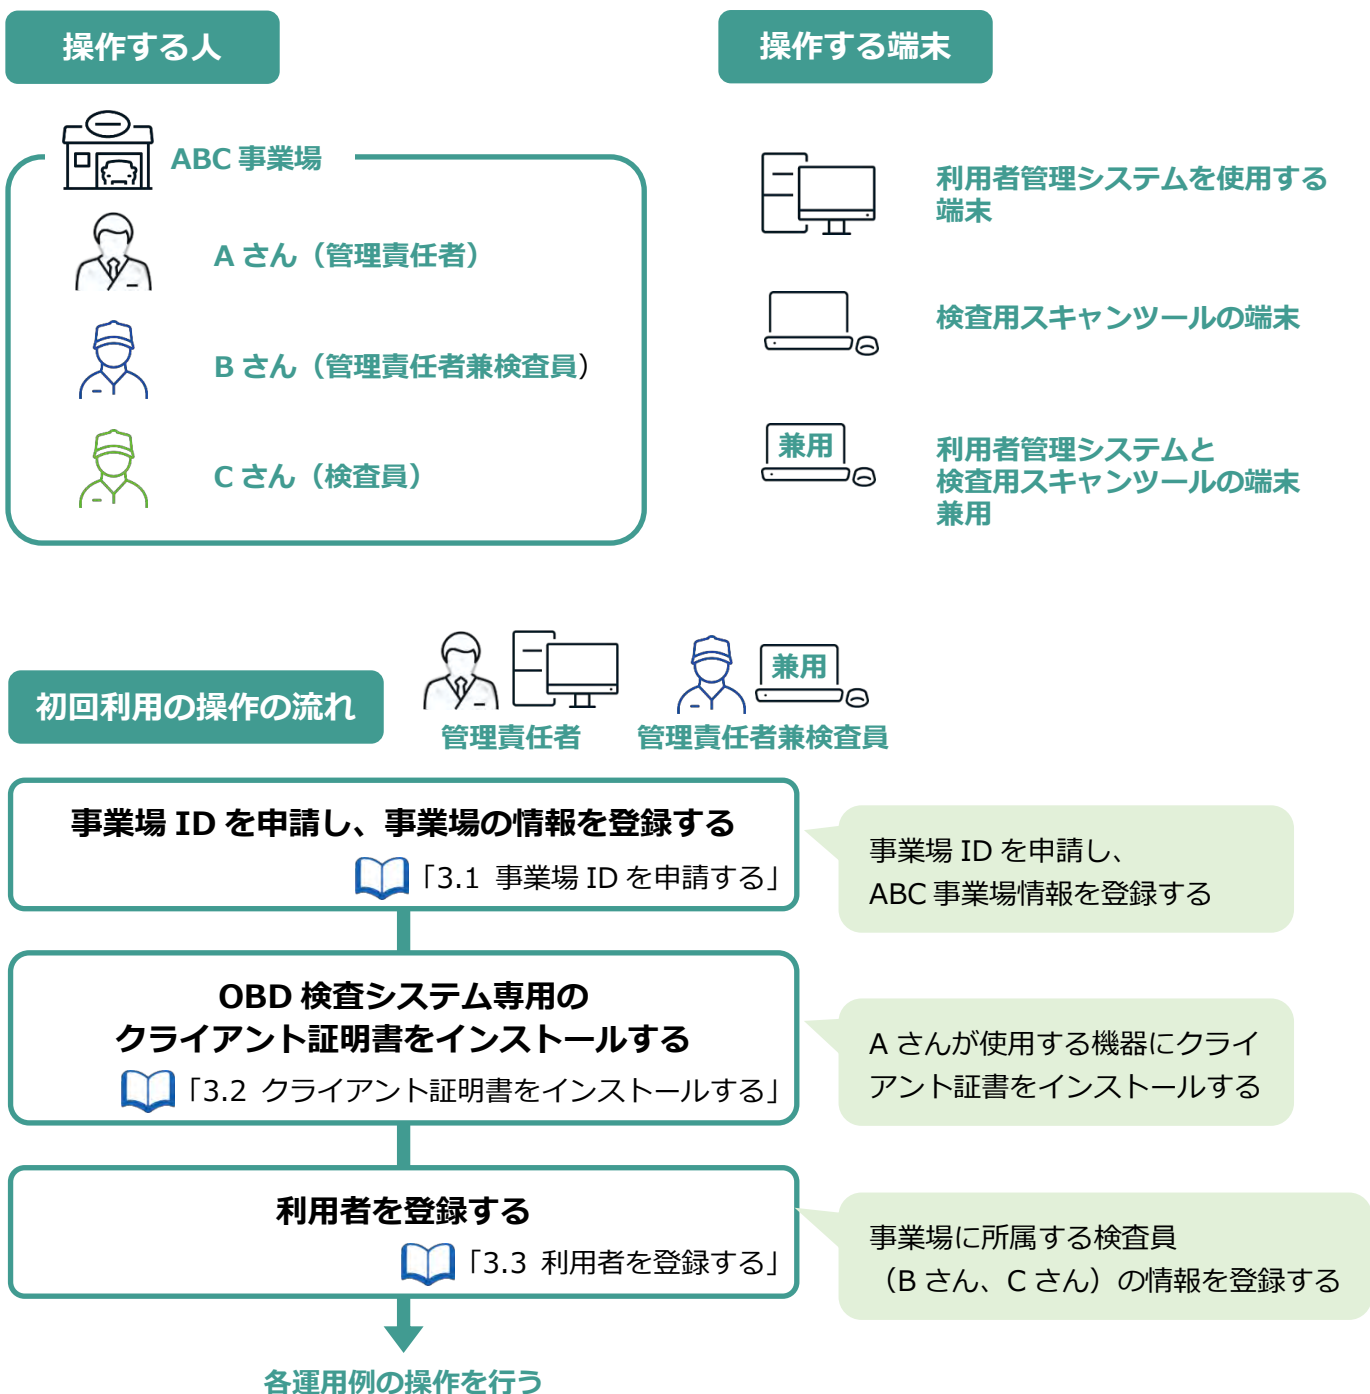 操作する人
操作する端末
ABC 事業場
A さん（管理責任者）
B さん（管理責任者兼検査員）
C さん（検査員）
利用者管理システムを使用する
端末
検査用スキャンツールの端末
兼用
利用者管理システムと
検査用スキャンツールの端末
兼用
初回利用の操作の流れ
管理責任者
兼用
管理責任者兼検査員
事業場 ID を申請し、事業場の情報を登録する
「3.1 事業場 ID を申請する」
事業場 ID を申請し、
ABC 事業場情報を登録する
OBD 検査システム専用の
クライアント証明書をインストールする
「3.2 クライアント証明書をインストールする」
A さんが使用する機器にクライ
アント証書をインストールする
利用者を登録する
「3.3 利用者を登録する」
事業場に所属する検査員
（B さん、C さん）の情報を登録する
各運用例の操作を行う